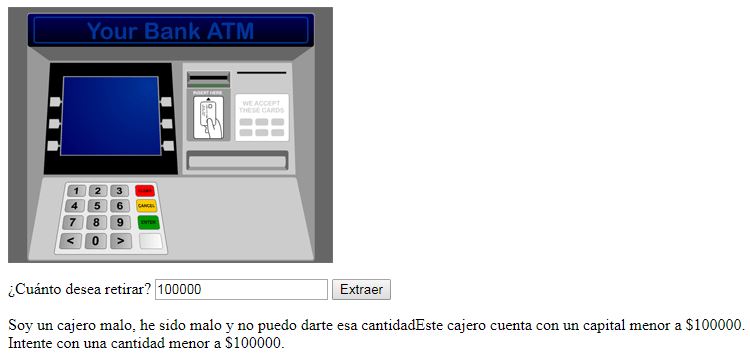 Your Bank ATM
INSERT HERE
WE ACCEPT
THESE CARDS
1 2 3
4 5 6 CANCEL
7 8 9 ENTER
< 0 >
¿Cuánto desea retirar? 100000 Extraer
Soy un cajero malo, he sido malo y no puedo darte esa cantidadEste cajero cuenta con un capital menor a $100000.
Intente con una cantidad menor a $100000.